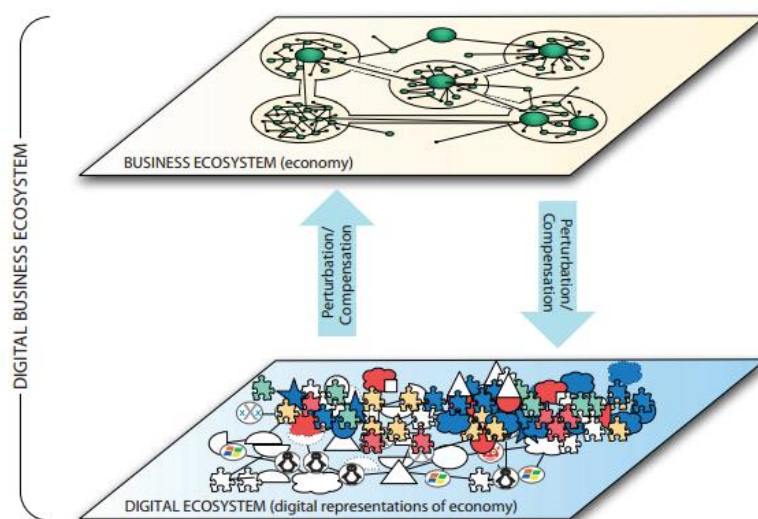 DIGITAL BUSINESS ECOSYSTEM
BUSINESS ECOSYSTEM (economy)
Perturbation/
Compensation
Perturbation/
Compensation
DIGITAL ECOSYSTEM (digital representations of economy)